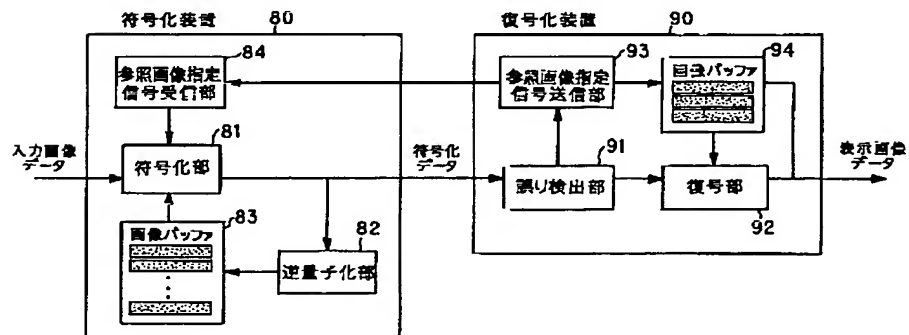 符号化装置
80
84
参照画像指定
信号受信部
81
入力画像
データ
符号化部
83
画像バッファ
82
逆量子化部
符号化
データ
復号化装置
90
93
参照画像指定
信号送信部
94
画像バッファ
91
誤り検出部
復号部
92
表示画像
データ